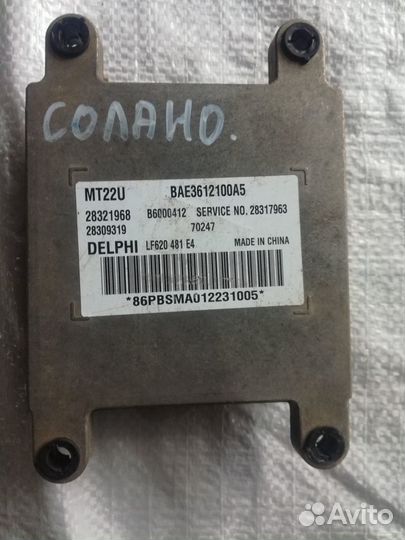 СОЛАНО.
MT22U BAE3612100A5
28321968 B6000412 SERVICE NO. 28317963
28309319 70247
DELPHI LF620 481 E4 MADE IN CHINA
*86PBSMA012231005*
Avito